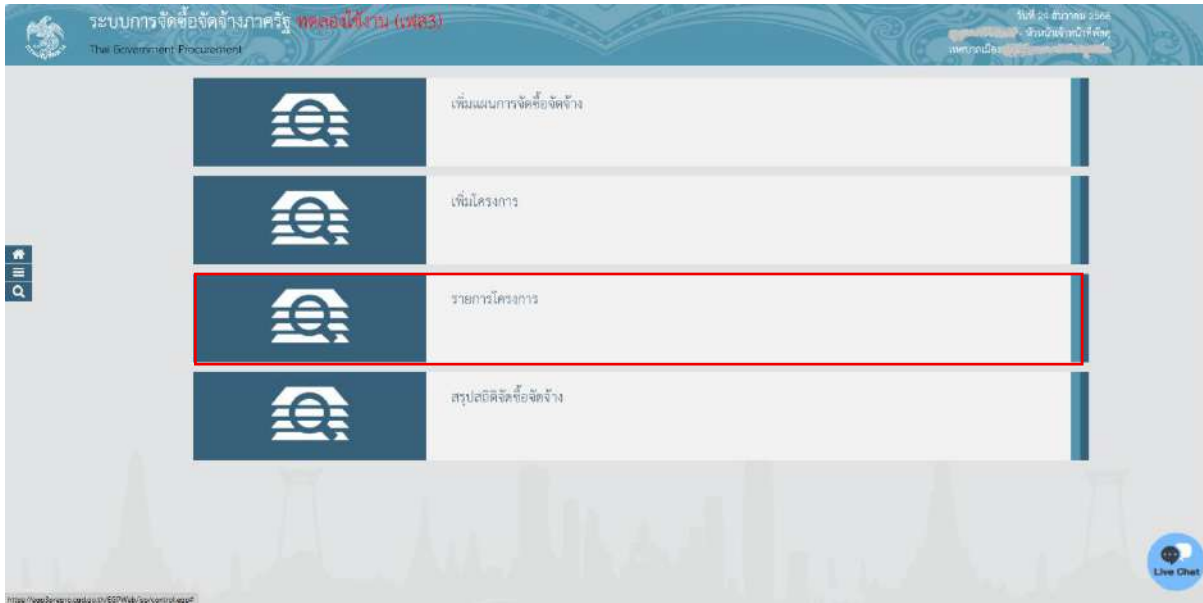 ระบบการจัดซื้อจัดจ้างภาครัฐ ทดลองใช้งาน (เฟส3)
Thai Government Procurement
วันที่ 24 ธันวาคม 2566
- หัวหน้าเจ้าหน้าที่พัสดุ
เพิ่มแผนการจัดซื้อจัดจ้าง
เพิ่มโครงการ
รายการโครงการ
สรุปสถิติจัดซื้อจัดจ้าง
Live Chat